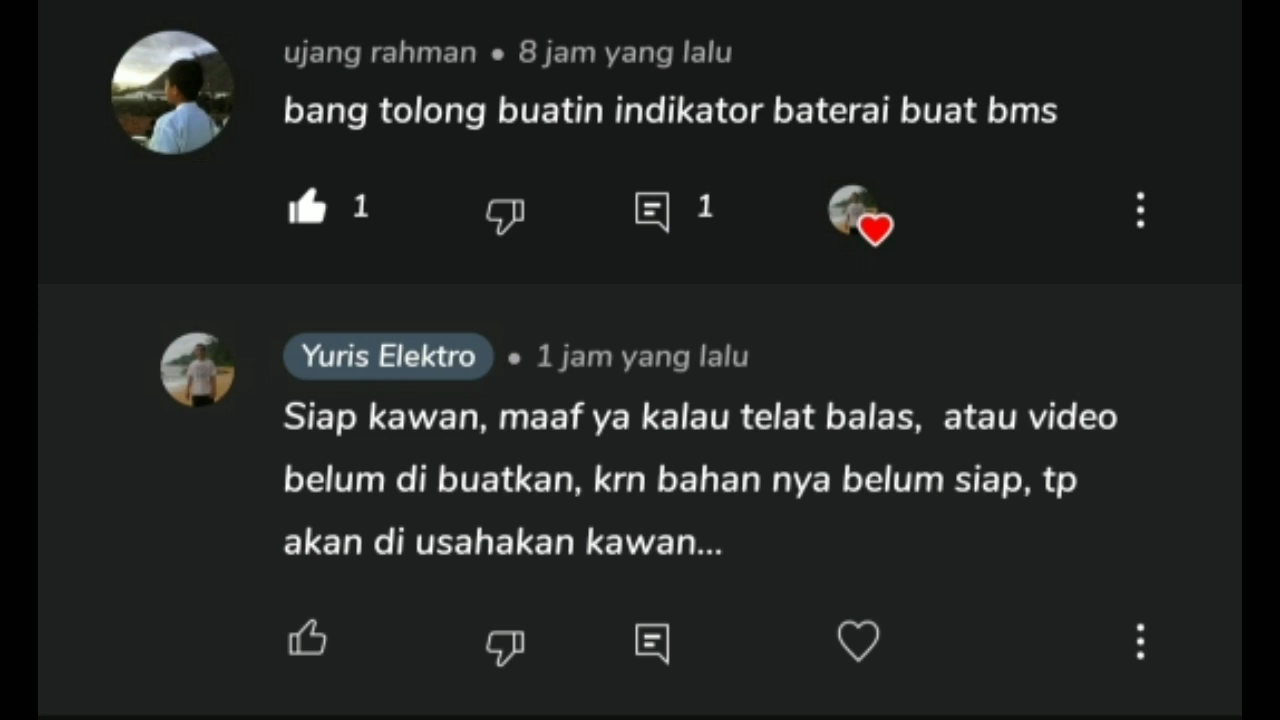 ujang rahman • 8 jam yang lalu
bang tolong buatin indikator baterai buat bms
1 1
Yuris Elektro • 1 jam yang lalu
Siap kawan, maaf ya kalau telat balas, atau video
belum di buatkan, krn bahan nya belum siap, tp
akan di usahakan kawan...